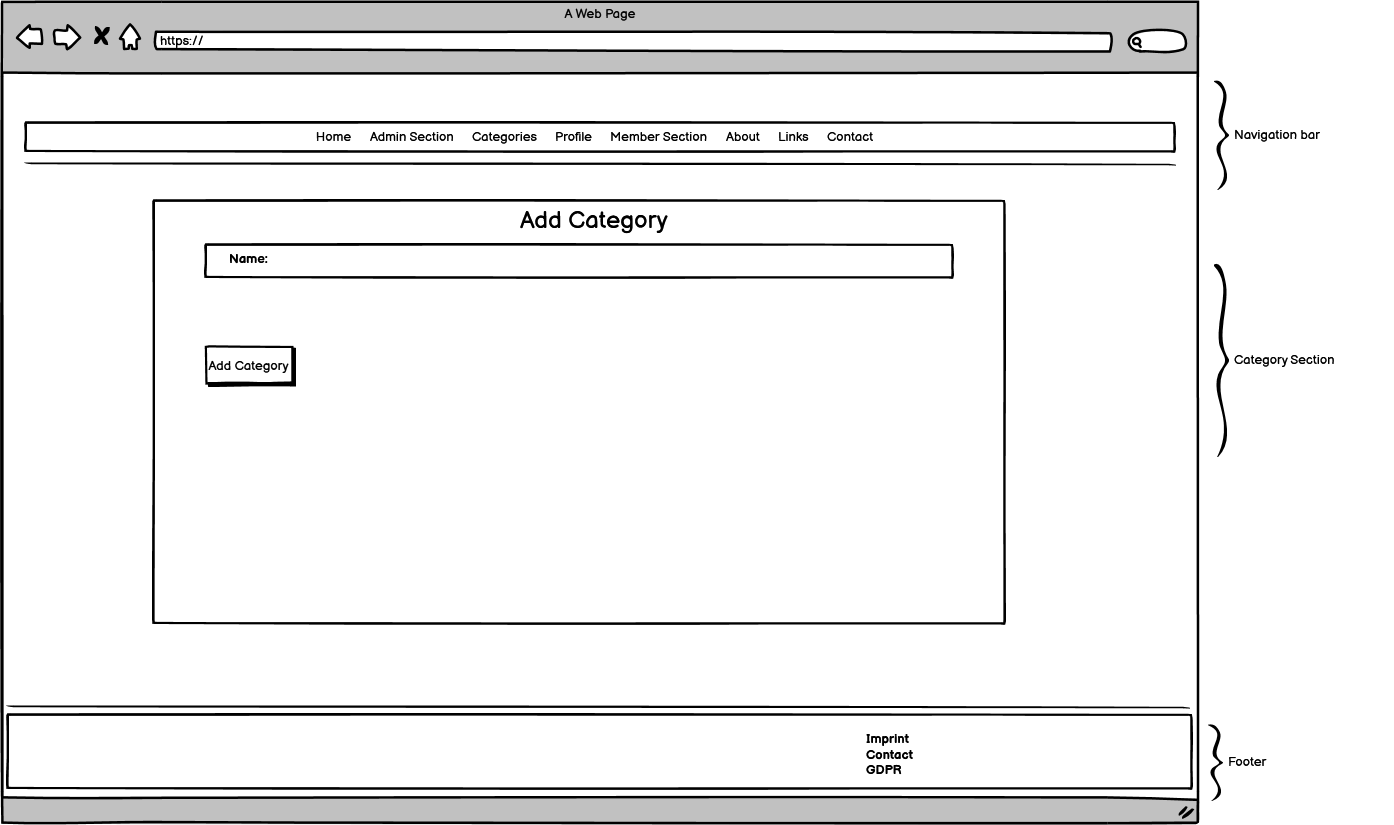 A Web Page
https://
Home Admin Section Categories Profile Member Section About Links Contact
Navigation bar
Add Category
Name:
Category Section
Add Category
Imprint
Contact
GDPR
Footer